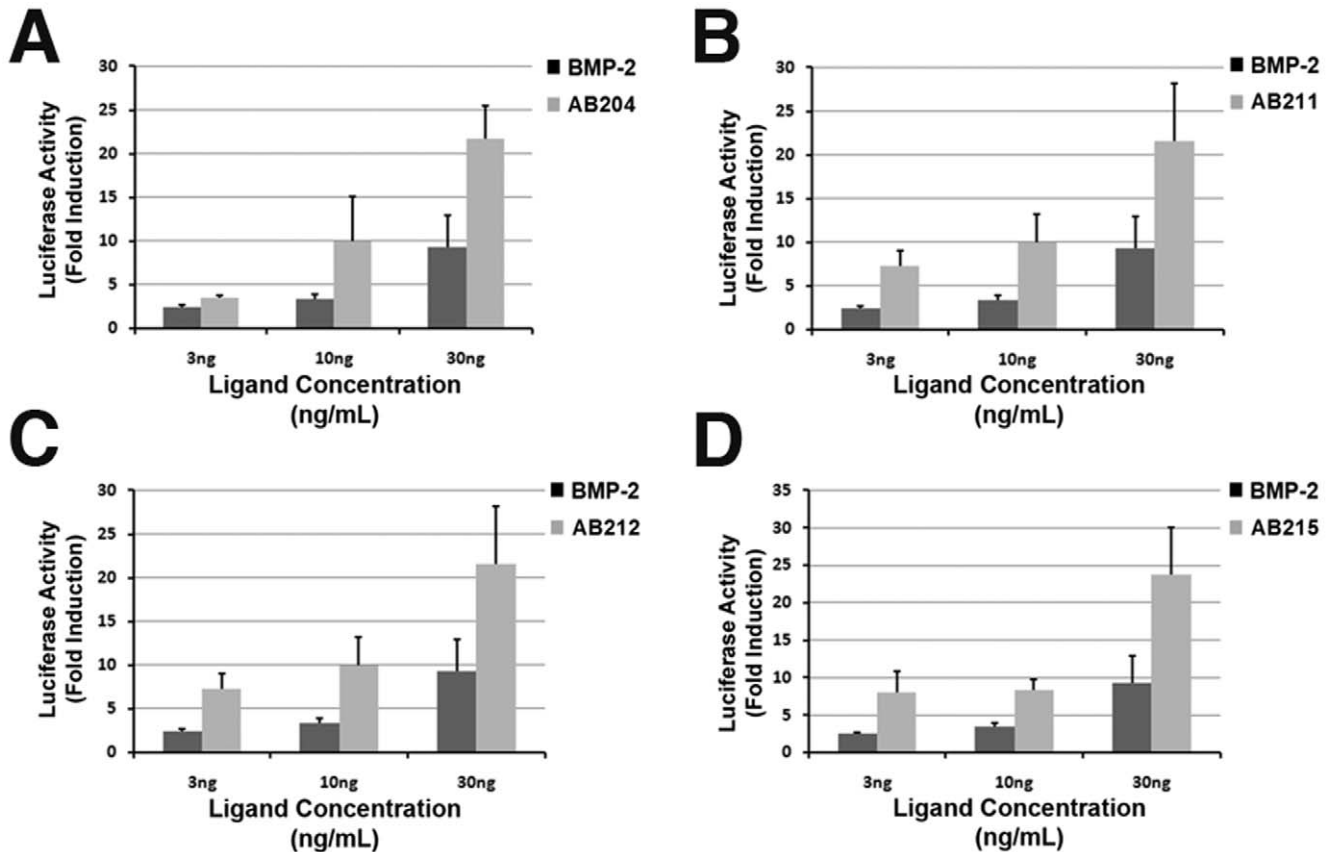 A
30
25
20
15
10
5
0
Luciferase Activity
(Fold Induction)
BMP-2
AB204
3ng 10ng 30ng
Ligand Concentration
(ng/mL)
B
30
25
20
15
10
5
0
Luciferase Activity
(Fold Induction)
BMP-2
AB211
3ng 10ng 30ng
Ligand Concentration
(ng/mL)
C
30
25
20
15
10
5
0
Luciferase Activity
(Fold Induction)
BMP-2
AB212
3ng 10ng 30ng
Ligand Concentration
(ng/mL)
D
35
30
25
20
15
10
5
0
Luciferase Activity
(Fold Induction)
BMP-2
AB215
3ng 10ng 30ng
Ligand Concentration
(ng/mL)